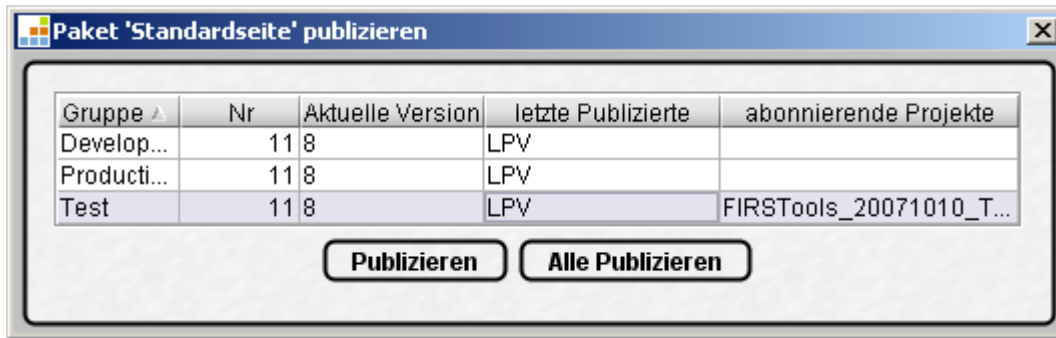 Paket 'Standardseite' publizieren
Gruppe Nr Aktuelle Version letzte Publizierte abonnierende Projekte
Develop... 11 8 LPV
Producti... 11 8 LPV
Test 11 8 LPV FIRSTools_20071010_T...
Publizieren Alle Publizieren